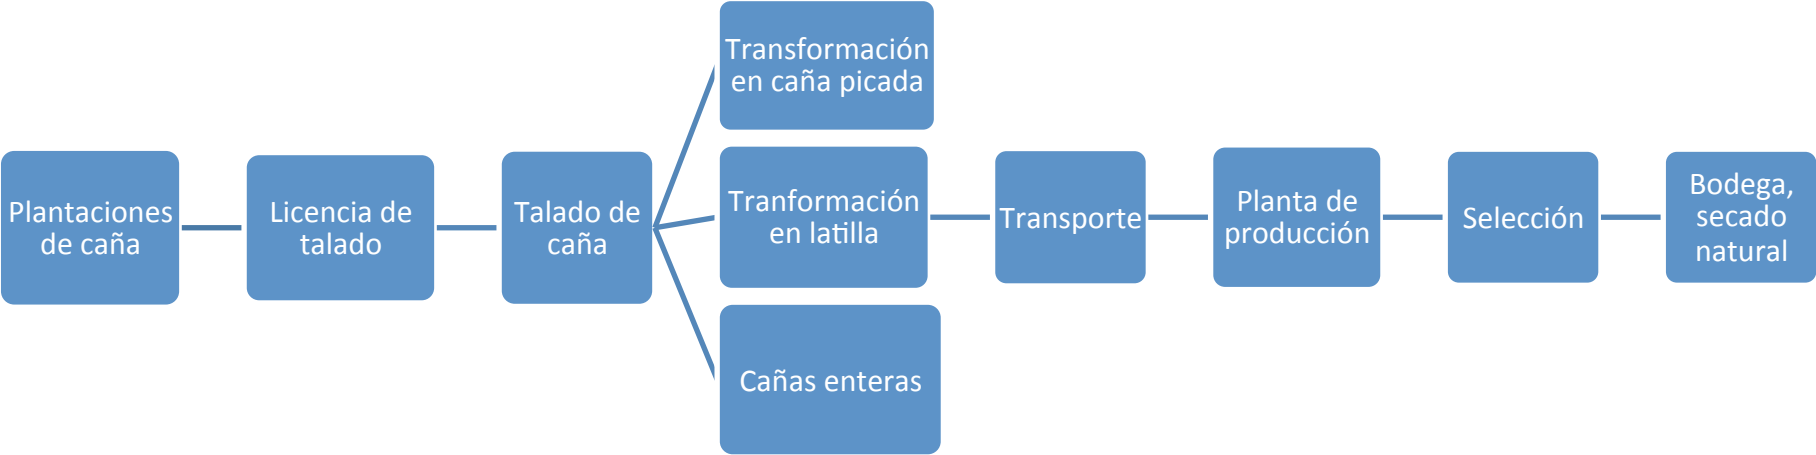 Plantaciones
de caña
Licencia de
talado
Talado de
caña
Transformación
en caña picada
Tranformación
en latilla
Cañas enteras
Transporte
Planta de
producción
Selección
Bodega,
secado
natural